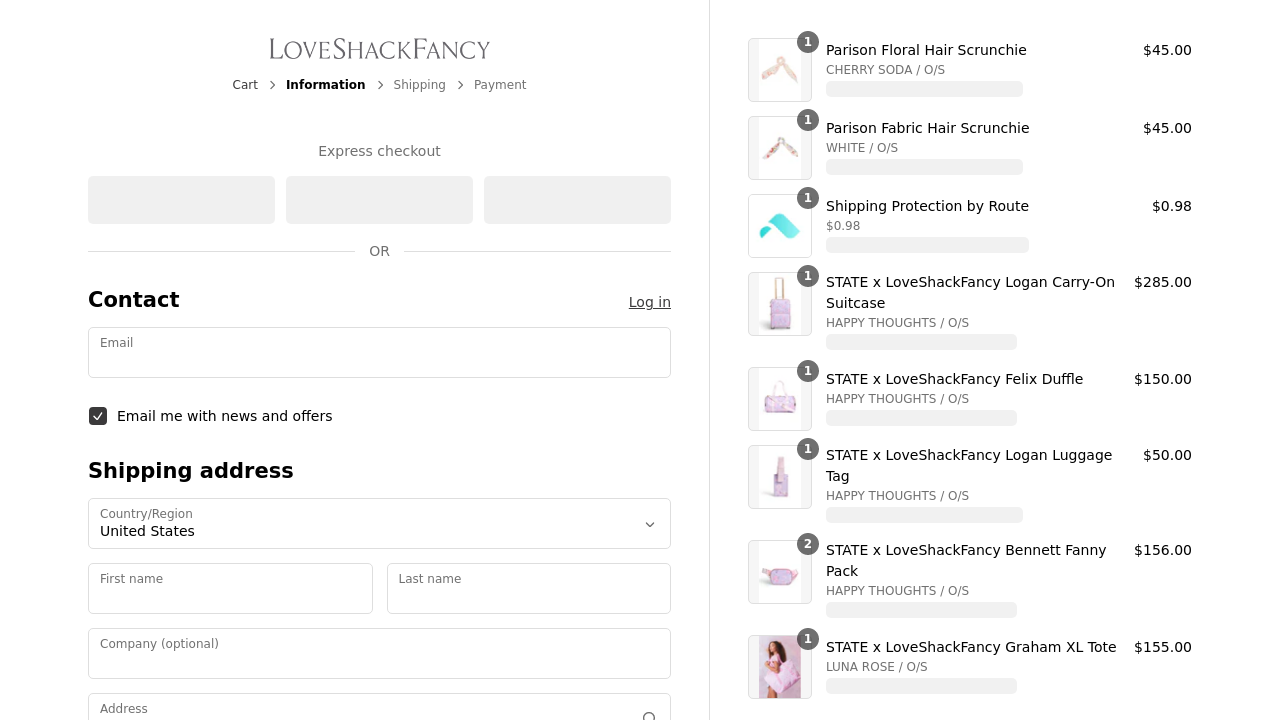 LoveShackFancy
Cart > Information > Shipping > Payment
Express checkout
OR
Contact
Log in
Email
Email me with news and offers
Shipping address
Country/Region
United States
First name
Last name
Company (optional)
Address
1
Parison Floral Hair Scrunchie
$45.00
CHERRY SODA / O/S
1
Parison Fabric Hair Scrunchie
$45.00
WHITE / O/S
1
Shipping Protection by Route
$0.98
$0.98
1
STATE x LoveShackFancy Logan Carry-On
$285.00
Suitcase
HAPPY THOUGHTS / O/S
1
STATE x LoveShackFancy Felix Duffle
$150.00
HAPPY THOUGHTS / O/S
1
STATE x LoveShackFancy Logan Luggage
$50.00
Tag
HAPPY THOUGHTS / O/S
2
STATE x LoveShackFancy Bennett Fanny
$156.00
Pack
HAPPY THOUGHTS / O/S
1
STATE x LoveShackFancy Graham XL Tote
$155.00
LUNA ROSE / O/S